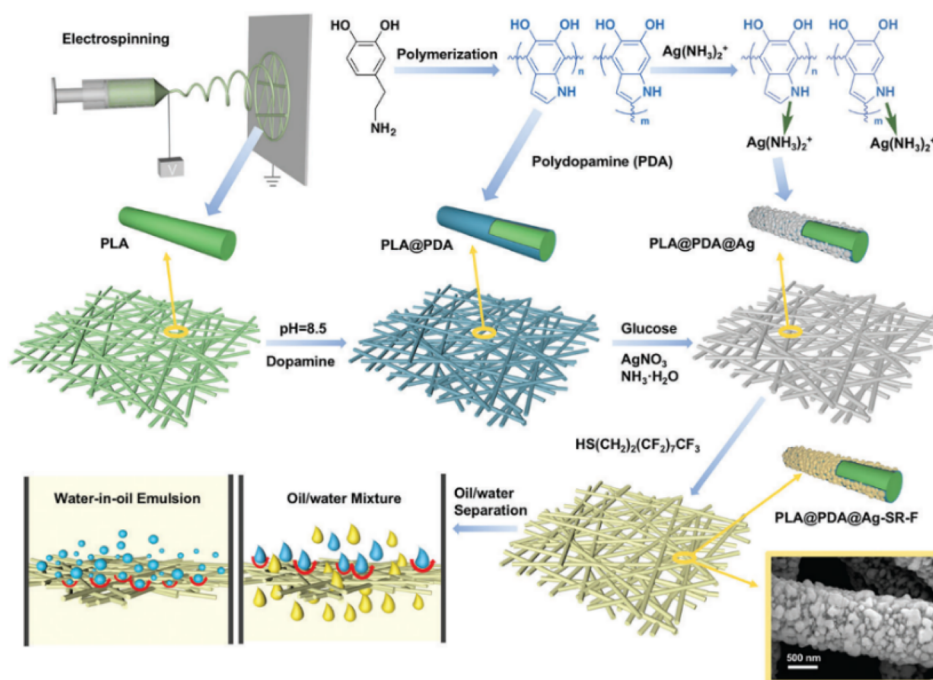 Electrospinning
V
HO
OH
NH₂
Polymerization
HO OH
n
NH
HO OH
NH
m
Ag(NH₃)₂⁺
HO OH
n
NH
HO OH
NH
m
Ag(NH₃)₂⁺
Ag(NH₃)₂⁺
Polydopamine (PDA)
PLA
PLA@PDA
PLA@PDA@Ag
pH=8.5
Dopamine
Glucose
AgNO₃
NH₃·H₂O
HS(CH₂)₂(CF₂)₇CF₃
Water-in-oil Emulsion
Oil/water Mixture
Oil/water
Separation
PLA@PDA@Ag-SR-F
500 nm